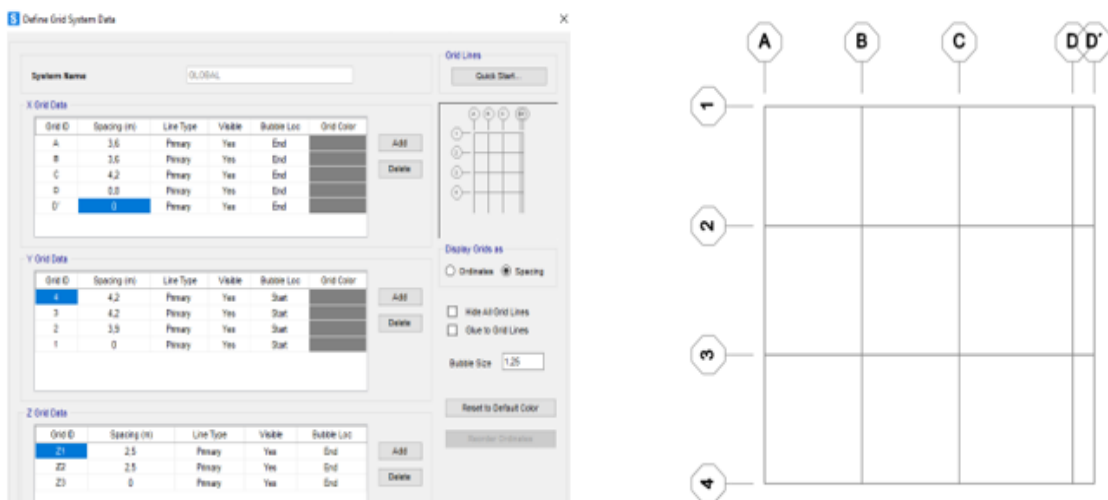 Define Grid System Data
Grid Lines
System Name GLOBAL Quick Start...
X Grid Data
Grid ID Spacing (m) Line Type Visible Bubble Loc Grid Color
A 3,6 Primary Yes End Add
B 3,6 Primary Yes End
C 4,2 Primary Yes End Delete
D 0,8 Primary Yes End
D' 0 Primary Yes End
Y Grid Data
Display Grids as
Ordinates Spacing
Grid ID Spacing (m) Line Type Visible Bubble Loc Grid Color
4 4,2 Primary Yes Start Add
3 4,2 Primary Yes Start
2 3,9 Primary Yes Start Delete
1 0 Primary Yes Start
Hide All Grid Lines
Glue to Grid Lines
Bubble Size 1,25
Reset to Default Color
Reorder Ordinates
Z Grid Data
Grid ID Spacing (m) Line Type Visible Bubble Loc
Z1 2,5 Primary Yes End Add
Z2 2,5 Primary Yes End
Z3 0 Primary Yes End Delete
A B C D D'
1
2
3
4